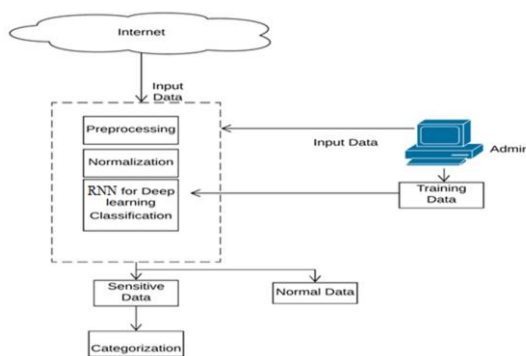 Internet
Input
Data
Preprocessing
Input Data
Admin
Normalization
RNN for Deep
learning
Classification
Training
Data
Sensitive
Data
Normal Data
Categorization